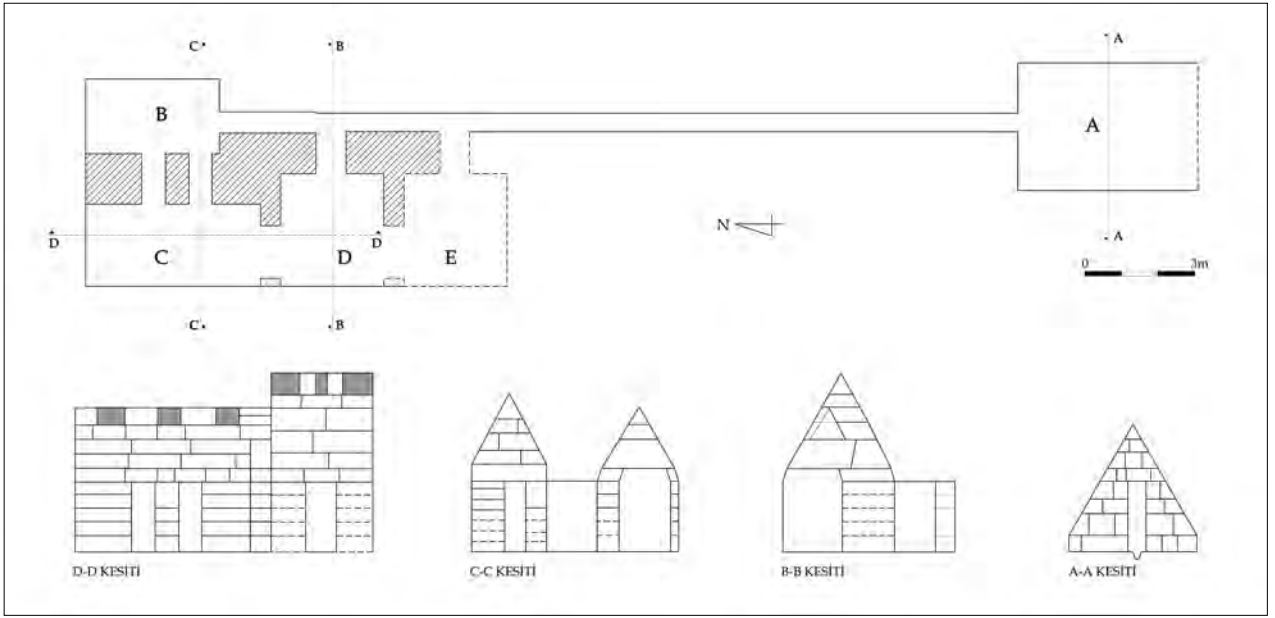 C B A
B
A
N
D D
C D E
A
0 3m
C B
D-D KESİTİ C-C KESİTİ B-B KESİTİ A-A KESİTİ